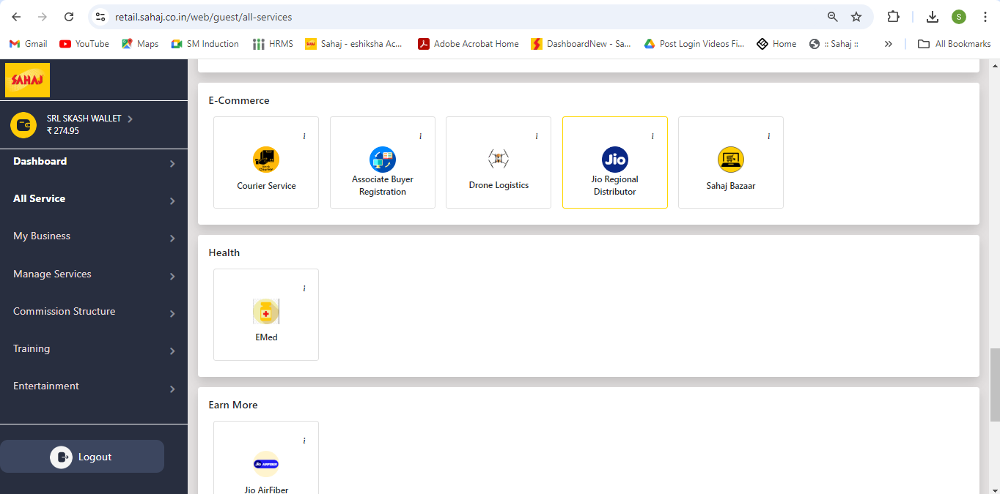 retail.sahaj.co.in/web/guest/all-services
S
Gmail
YouTube
Maps
SM Induction
HRMS
Sahaj - eshiksha Ac...
Adobe Acrobat Home
DashboardNew - Sa...
Post Login Videos Fi...
Home
:: Sahaj ::
»
All Bookmarks
SAHAJ
SRL SKASH WALLET
₹ 274.95
Dashboard
All Service
My Business
Manage Services
Commission Structure
Training
Entertainment
Logout
E-Commerce
i
Courier Service
i
Associate Buyer
Registration
i
Drone Logistics
i
Jio
Jio Regional
Distributor
i
Sahaj Bazaar
Health
i
EMed
Earn More
i
Jio AIRFIBER
Jio AirFiber